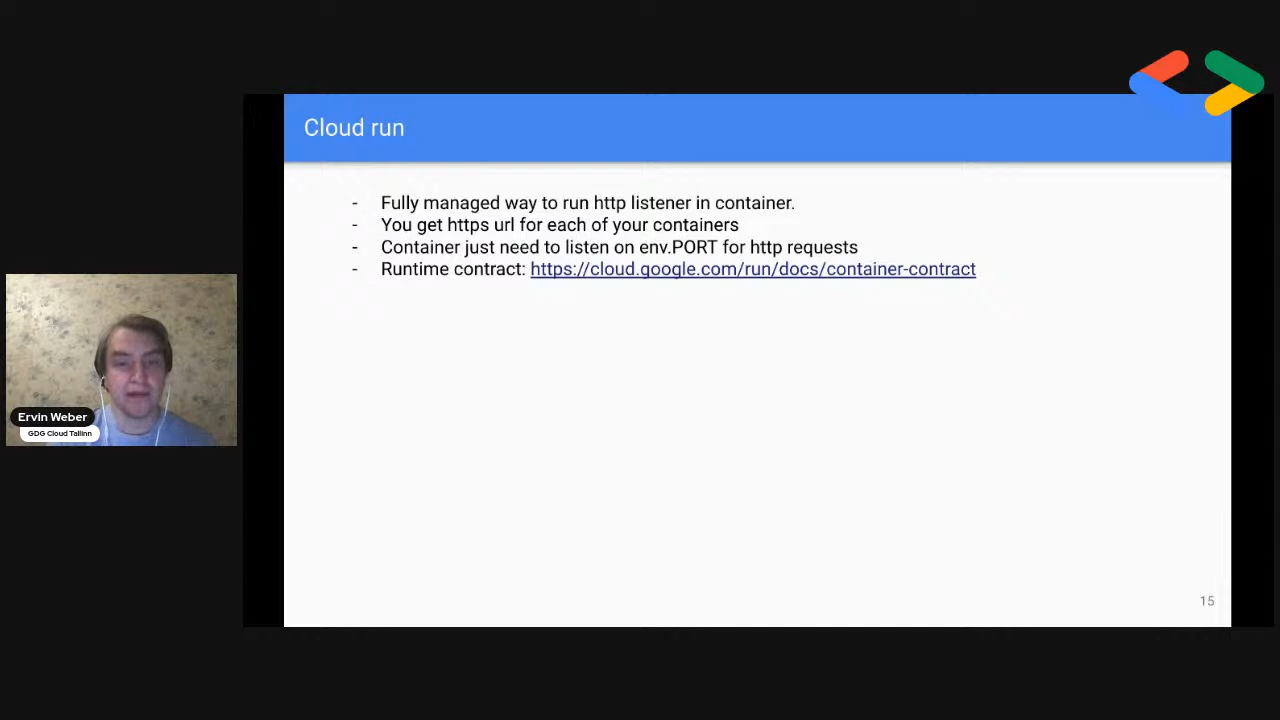 Cloud run
- Fully managed way to run http listener in container.
- You get https url for each of your containers
- Container just need to listen on env.PORT for http requests
- Runtime contract: https://cloud.google.com/run/docs/container-contract
Ervin Weber
GDG Cloud Tallinn
15